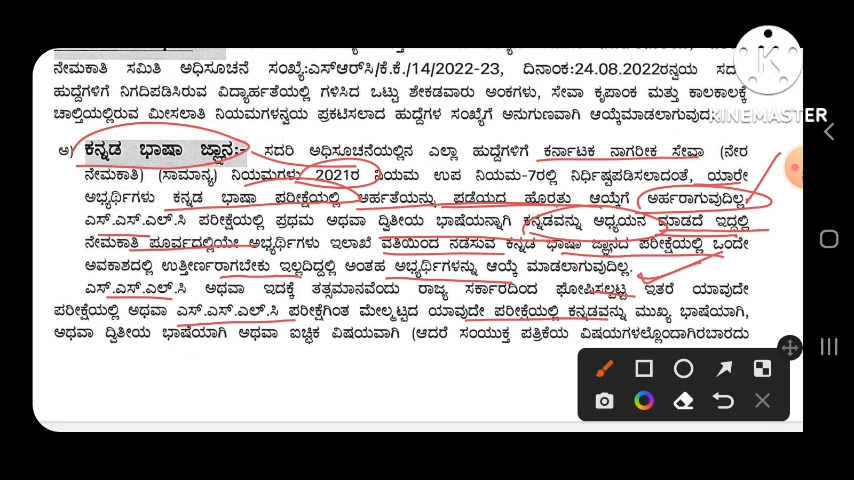 ನೇಮಕಾತಿ ಸಮಿತಿ ಅಧಿಸೂಚನೆ ಸಂಖ್ಯೆ:ಎಸ್‌ಆರ್‌ಸಿ/ಕೆ.ಕೆ./14/2022-23, ದಿನಾಂಕ:24.08.2022ರನ್ವಯ ಸದ
ಹುದ್ದೆಗಳಿಗೆ ನಿಗದಿಪಡಿಸಿರುವ ವಿದ್ಯಾರ್ಹತೆಯಲ್ಲಿ ಗಳಿಸಿದ ಒಟ್ಟು ಶೇಕಡವಾರು ಅಂಕಗಳು, ಸೇವಾ ಕೃಪಾಂಕ ಮತ್ತು ಕಾಲಕಾಲಕ್ಕೆ
ಚಾಲ್ತಿಯಲ್ಲಿರುವ ಮೀಸಲಾತಿ ನಿಯಮಗಳನ್ವಯ ಪ್ರಕಟಿಸಲಾದ ಹುದ್ದೆಗಳ ಸಂಖ್ಯೆಗೆ ಅನುಗುಣವಾಗಿ ಆಯ್ಕೆಮಾಡಲಾಗುವುದು
KINEMASTER
ಅ) ಕನ್ನಡ ಭಾಷಾ ಜ್ಞಾನ:- ಸದರಿ ಅಧಿಸೂಚನೆಯಲ್ಲಿನ ಎಲ್ಲಾ ಹುದ್ದೆಗಳಿಗೆ ಕರ್ನಾಟಕ ನಾಗರೀಕ ಸೇವಾ (ನೇರ
ನೇಮಕಾತಿ) (ಸಾಮಾನ್ಯ) ನಿಯಮಗಳು 2021ರ ನಿಯಮ ಉಪ ನಿಯಮ-7ರಲ್ಲಿ ನಿರ್ಧಿಷ್ಟಪಡಿಸಲಾದಂತೆ, ಯಾರೇ
ಅಭ್ಯರ್ಥಿಗಳು ಕನ್ನಡ ಭಾಷಾ ಪರೀಕ್ಷೆಯಲ್ಲಿ ಅರ್ಹತೆಯನ್ನು ಪಡೆಯದ ಹೊರತು ಆಯ್ಕೆಗೆ ಅರ್ಹರಾಗುವುದಿಲ್ಲ
ಎಸ್.ಎಸ್.ಎಲ್.ಸಿ ಪರೀಕ್ಷೆಯಲ್ಲಿ ಪ್ರಥಮ ಅಥವಾ ದ್ವಿತೀಯ ಭಾಷೆಯನ್ನಾಗಿ ಕನ್ನಡವನ್ನು ಅಧ್ಯಯನ ಮಾಡದೆ ಇದ್ದಲ್ಲಿ
ನೇಮಕಾತಿ ಪೂರ್ವದಲ್ಲಿಯೇ ಅಭ್ಯರ್ಥಿಗಳು ಇಲಾಖೆ ವತಿಯಿಂದ ನಡೆಸುವ ಕನ್ನಡ ಭಾಷಾ ಜ್ಞಾನದ ಪರೀಕ್ಷೆಯಲ್ಲಿ ಒಂದೇ
ಅವಕಾಶದಲ್ಲಿ ಉತ್ತೀರ್ಣರಾಗಬೇಕು ಇಲ್ಲದಿದ್ದಲ್ಲಿ ಅಂತಹ ಅಭ್ಯರ್ಥಿಗಳನ್ನು ಆಯ್ಕೆ ಮಾಡಲಾಗುವುದಿಲ್ಲ.
ಎಸ್.ಎಸ್.ಎಲ್.ಸಿ ಅಥವಾ ಇದಕ್ಕೆ ತತ್ಸಮಾನವೆಂದು ರಾಜ್ಯ ಸರ್ಕಾರದಿಂದ ಘೋಷಿಸಲ್ಪಟ್ಟ ಇತರೆ ಯಾವುದೇ
ಪರೀಕ್ಷೆಯಲ್ಲಿ ಅಥವಾ ಎಸ್.ಎಸ್.ಎಲ್.ಸಿ ಪರೀಕ್ಷೆಗಿಂತ ಮೇಲ್ಮಟ್ಟದ ಯಾವುದೇ ಪರೀಕ್ಷೆಯಲ್ಲಿ ಕನ್ನಡವನ್ನು ಮುಖ್ಯ ಭಾಷೆಯಾಗಿ,
ಅಥವಾ ದ್ವಿತೀಯ ಭಾಷೆಯಾಗಿ ಅಥವಾ ಐಚ್ಛಿಕ ವಿಷಯವಾಗಿ (ಆದರೆ ಸಂಯುಕ್ತ ಪತ್ರಿಕೆಯ ವಿಷಯಗಳಲ್ಲೊಂದಾಗಿರಬಾರದು